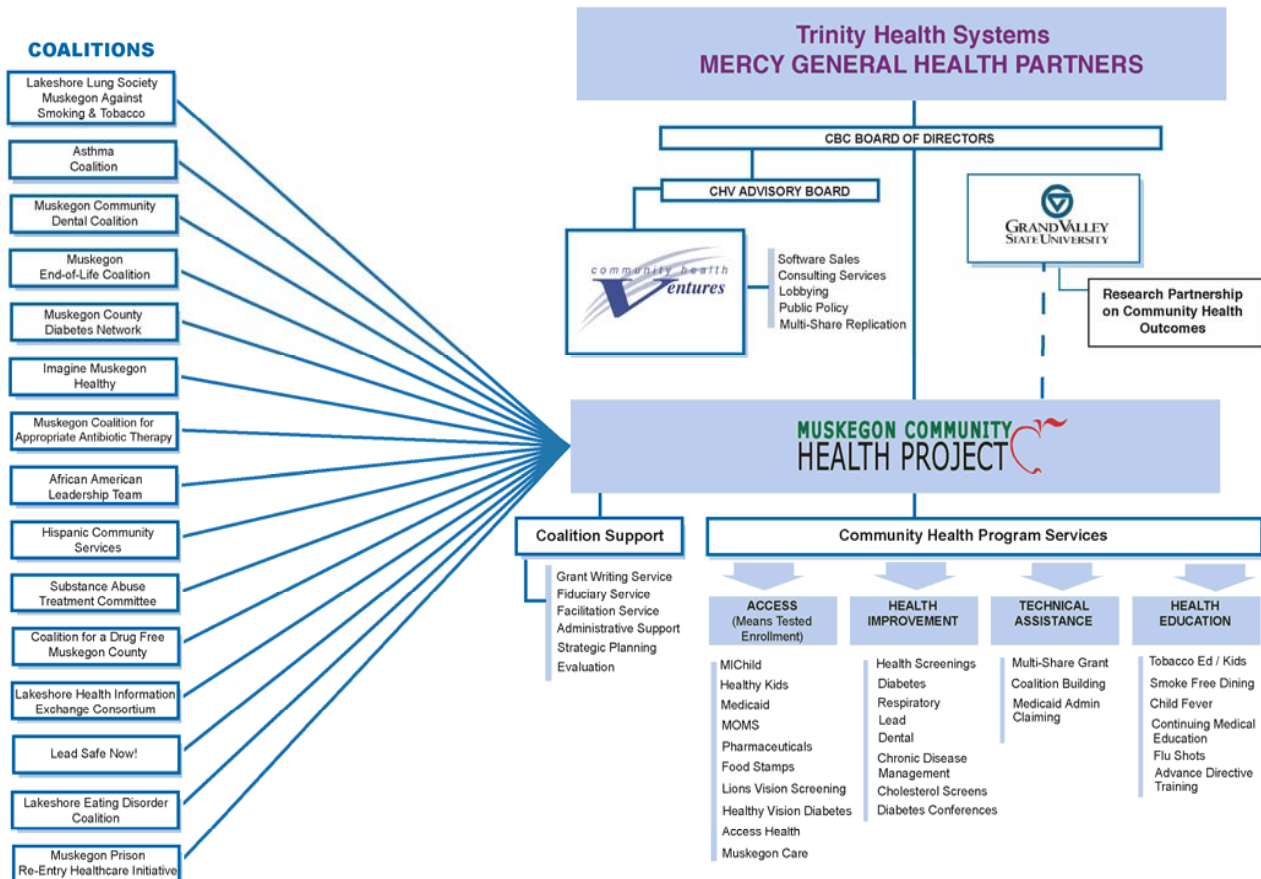 COALITIONS
Lakeshore Lung Society
Muskegon Against
Smoking & Tobacco
Asthma
Coalition
Muskegon Community
Dental Coalition
Muskegon
End-of-Life Coalition
Muskegon County
Diabetes Network
Imagine Muskegon
Healthy
Muskegon Coalition for
Appropriate Antibiotic Therapy
African American
Leadership Team
Hispanic Community
Services
Substance Abuse
Treatment Committee
Coalition for a Drug Free
Muskegon County
Lakeshore Health Information
Exchange Consortium
Lead Safe Now!
Lakeshore Eating Disorder
Coalition
Muskegon Prison
Re-Entry Healthcare Initiative
Trinity Health Systems
MERCY GENERAL HEALTH PARTNERS
CBC BOARD OF DIRECTORS
CHV ADVISORY BOARD
community health
Ventures
Software Sales
Consulting Services
Lobbying
Public Policy
Multi-Share Replication
GRAND VALLEY
STATE UNIVERSITY
Research Partnership
on Community Health
Outcomes
MUSKEGON COMMUNITY
HEALTH PROJECT
Coalition Support
Grant Writing Service
Fiduciary Service
Facilitation Service
Administrative Support
Strategic Planning
Evaluation
Community Health Program Services
ACCESS
(Means Tested
Enrollment)
MIChild
Healthy Kids
Medicaid
MOMS
Pharmaceuticals
Food Stamps
Lions Vision Screening
Healthy Vision Diabetes
Access Health
Muskegon Care
HEALTH
IMPROVEMENT
Health Screenings
Diabetes
Respiratory
Lead
Dental
Chronic Disease
Management
Cholesterol Screens
Diabetes Conferences
TECHNICAL
ASSISTANCE
Multi-Share Grant
Coalition Building
Medicaid Admin
Claiming
HEALTH
EDUCATION
Tobacco Ed / Kids
Smoke Free Dining
Child Fever
Continuing Medical
Education
Flu Shots
Advance Directive
Training